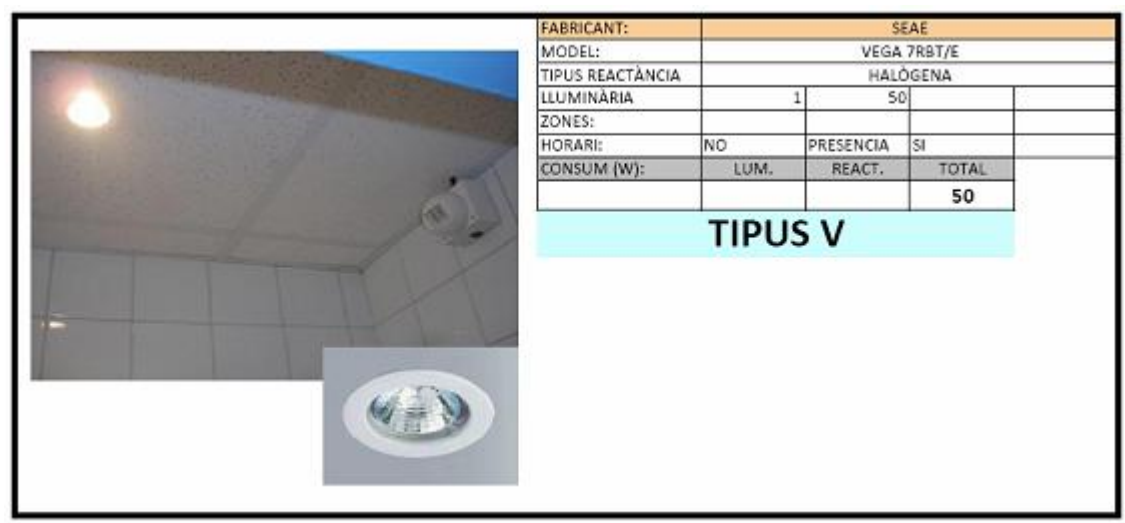 FABRICANT: SEAE
MODEL: VEGA 7RBT/E
TIPUS REACTÀNCIA HALÒGENA
LLUMINÀRIA 1 50
ZONES:
HORARI: NO PRESENCIA SI
CONSUM (W): LUM. REACT. TOTAL
50
TIPUS V